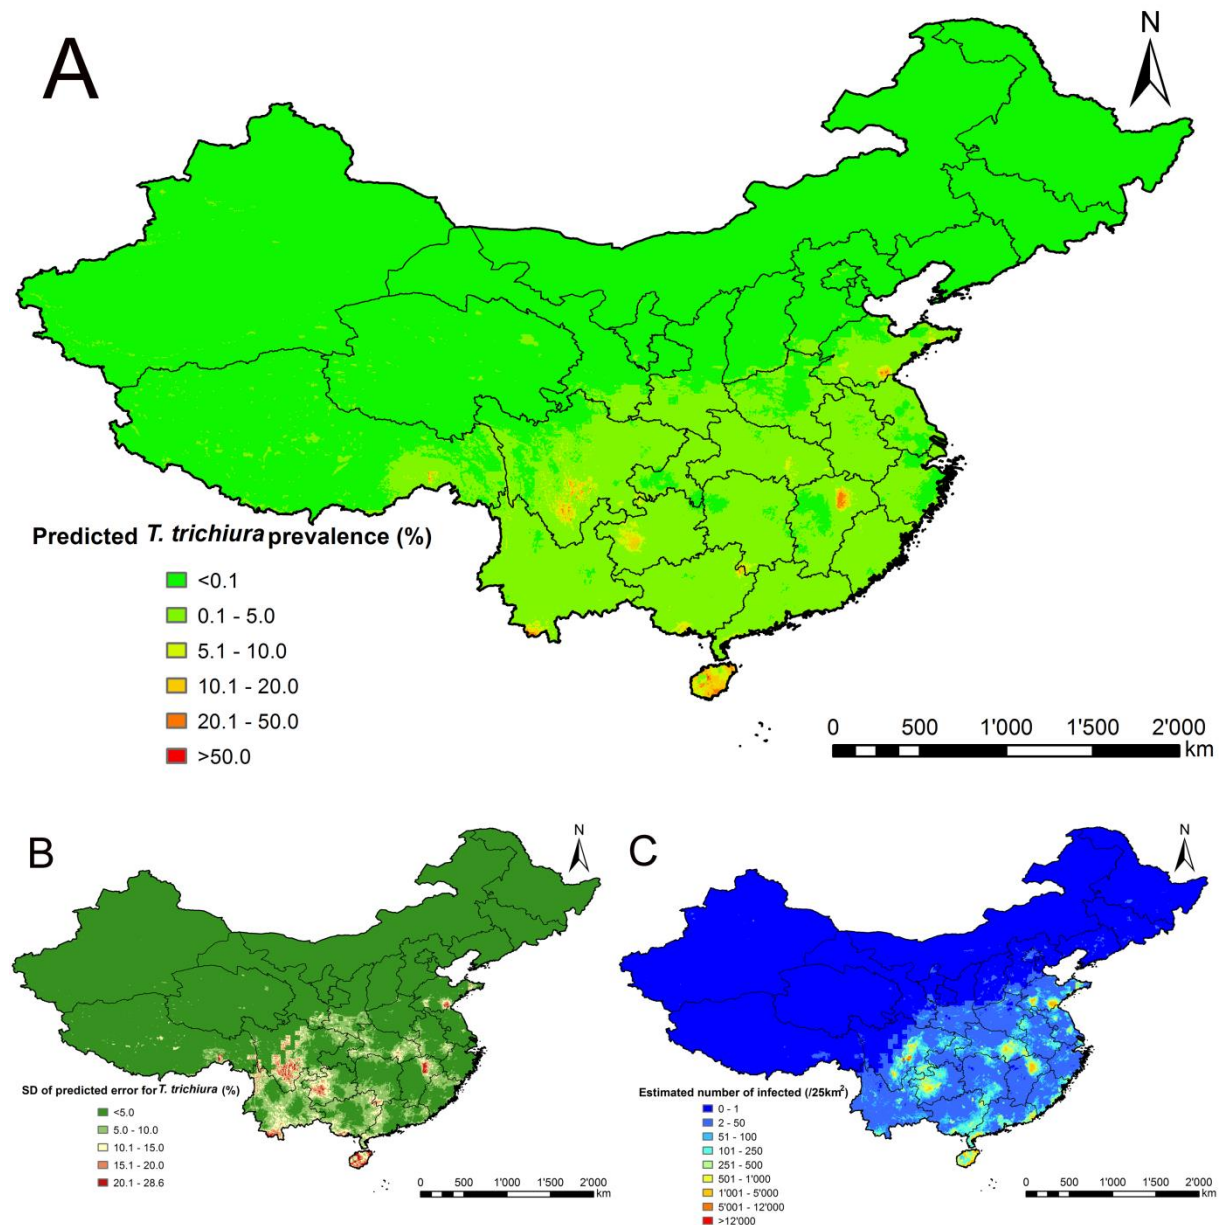 A
N
Predicted T. trichiura prevalence (%)
<0.1
0.1 - 5.0
5.1 - 10.0
10.1 - 20.0
20.1 - 50.0
>50.0
0 500 1'000 1'500 2'000
km
B
N
SD of predicted error for T. trichiura (%)
<5.0
5.0 - 10.0
10.1 - 15.0
15.1 - 20.0
20.1 - 28.6
0 500 1'000 1'500 2'000
km
C
N
Estimated number of infected (/25km²)
0 - 1
2 - 50
51 - 100
101 - 250
251 - 500
501 - 1'000
1'001 - 5'000
5'001 - 12'000
>12'000
0 500 1'000 1'500 2'000
km